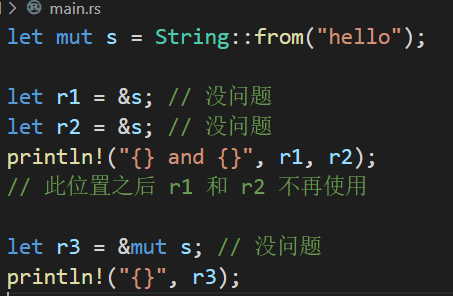 > main.rs
let mut s = String::from("hello");
let r1 = &s; // 没问题
let r2 = &s; // 没问题
println!("{} and {}", r1, r2);
// 此位置之后 r1 和 r2 不再使用
let r3 = &mut s; // 没问题
println!("{}", r3);